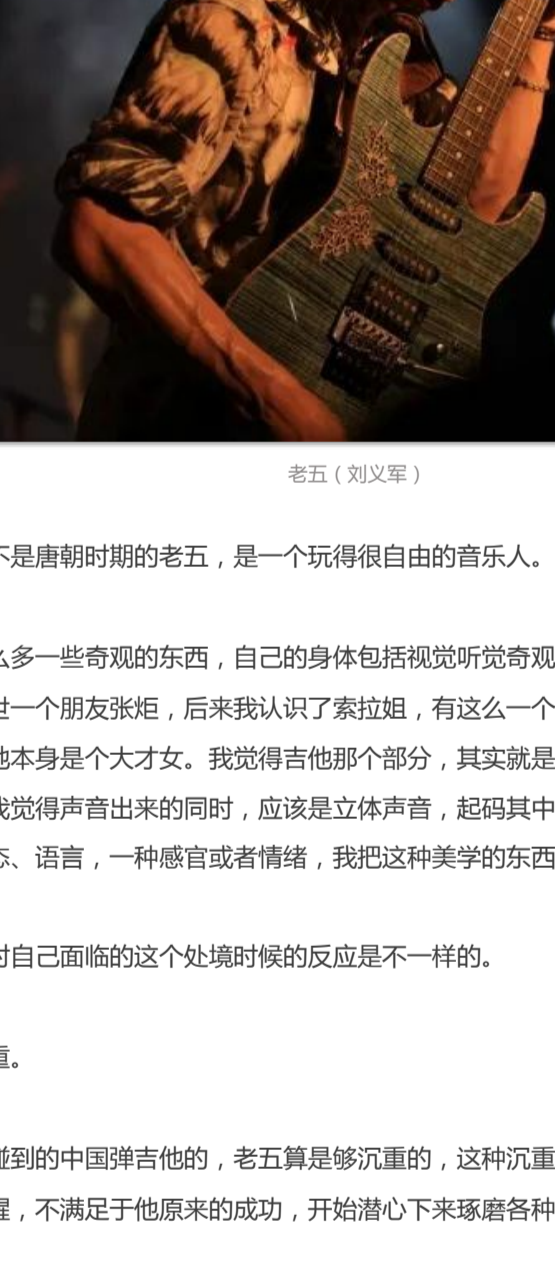 老五（刘义军）
不是唐朝时期的老五，是一个玩得很自由的音乐人。
么多一些奇观的东西，自己的身体包括视觉听觉奇观
世一个朋友张炬，后来我认识了索拉姐，有这么一个
她本身是个大才女。我觉得吉他那个部分，其实就是
我觉得声音出来的同时，应该是立体声音，起码其中
态、语言，一种感官或者情绪，我把这种美学的东西
对自己面临的这个处境时候的反应是不一样的。
重。
碰到的中国弹吉他的，老五算是够沉重的，这种沉重
醒，不满足于他原来的成功，开始潜心下来琢磨各种